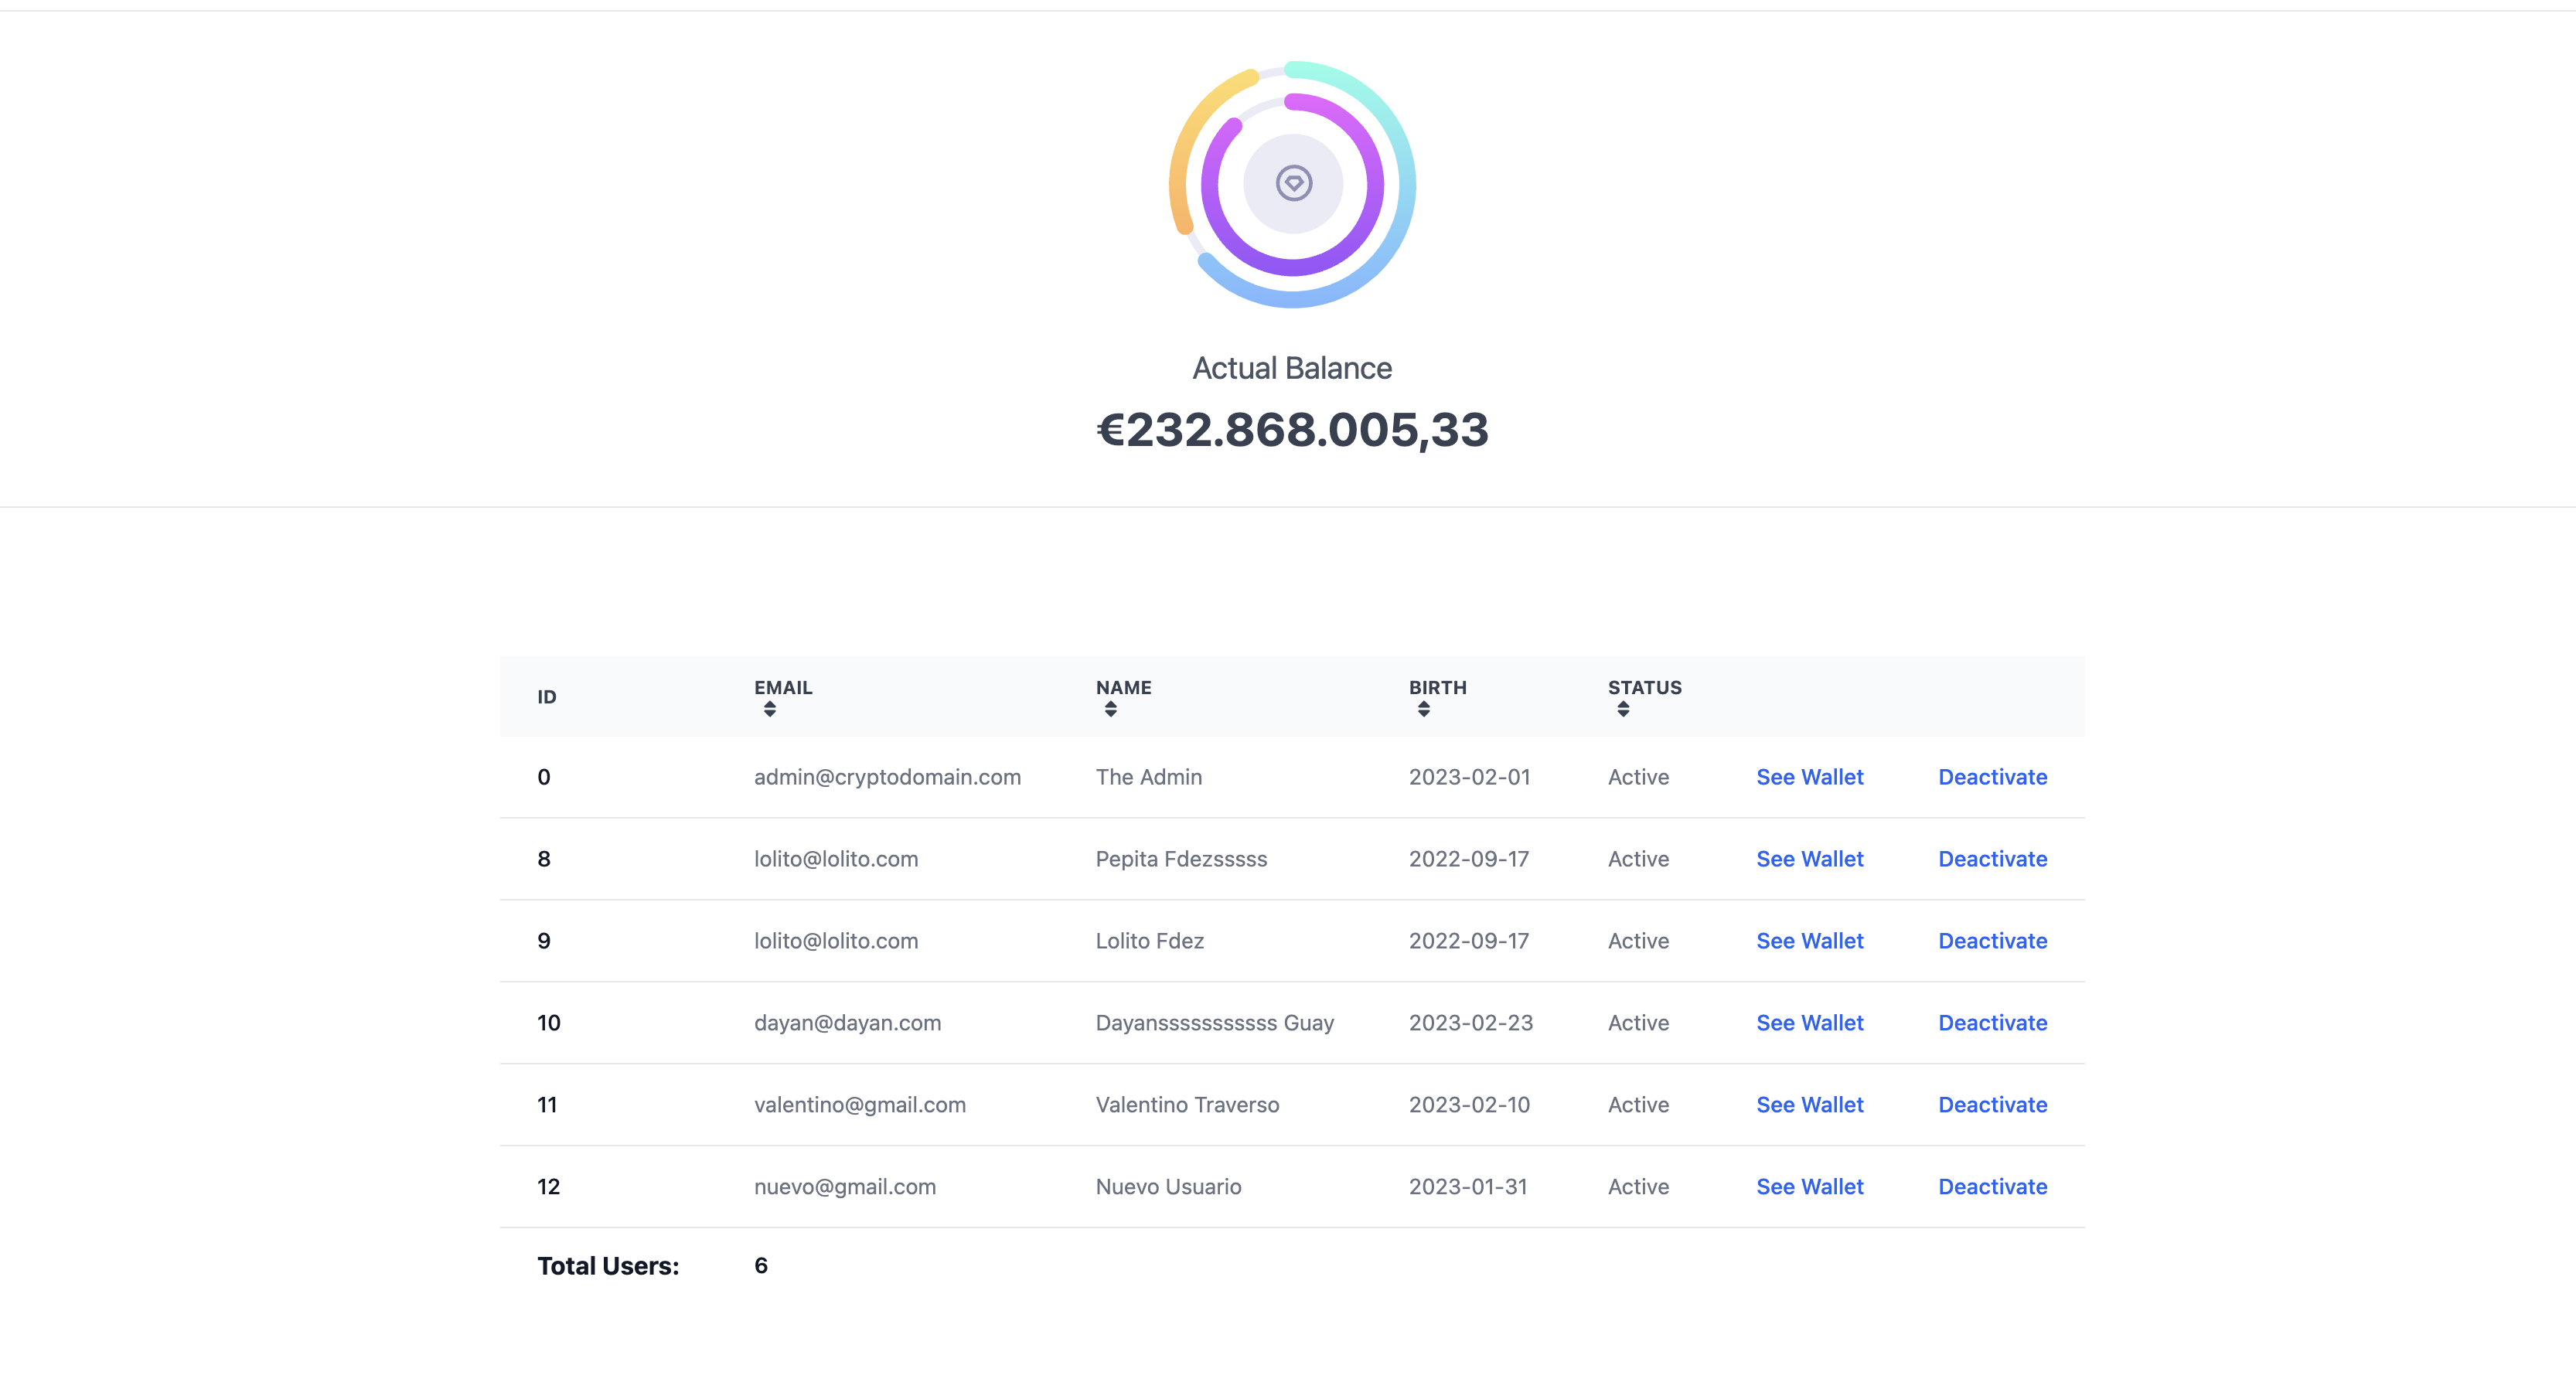 Actual Balance
€232.868.005,33
ID EMAIL NAME BIRTH STATUS
0 admin@cryptodomain.com The Admin 2023-02-01 Active See Wallet Deactivate
8 lolito@lolito.com Pepita Fdezsssss 2022-09-17 Active See Wallet Deactivate
9 lolito@lolito.com Lolito Fdez 2022-09-17 Active See Wallet Deactivate
10 dayan@dayan.com Dayansssssssssss Guay 2023-02-23 Active See Wallet Deactivate
11 valentino@gmail.com Valentino Traverso 2023-02-10 Active See Wallet Deactivate
12 nuevo@gmail.com Nuevo Usuario 2023-01-31 Active See Wallet Deactivate
Total Users: 6